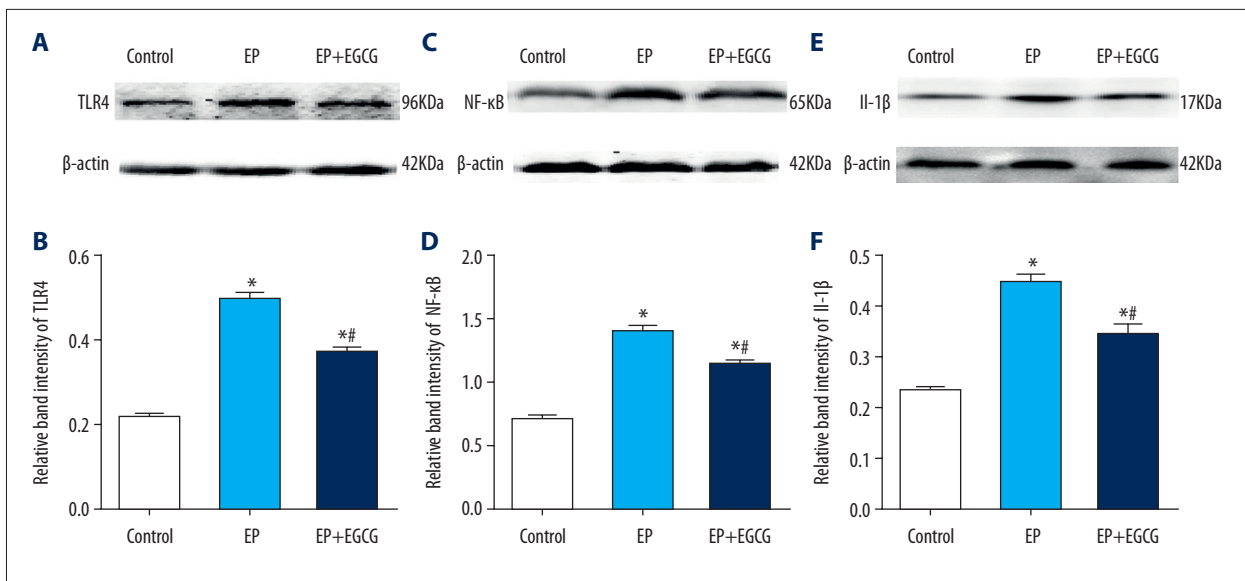 A
Control EP EP+EGCG
TLR4 96KDa
β-actin 42KDa
C
Control EP EP+EGCG
NF-κB 65KDa
β-actin 42KDa
E
Control EP EP+EGCG
Il-1β 17KDa
β-actin 42KDa
B
Relative band intensity of TLR4
0.6
0.4
0.2
0.0
*
*#
Control EP EP+EGCG
D
Relative band intensity of NF-κB
2.0
1.5
1.0
0.5
0.0
*
*#
Control EP EP+EGCG
F
Relative band intensity of Il-1β
0.5
0.4
0.3
0.2
0.1
0.0
*
*#
Control EP EP+EGCG